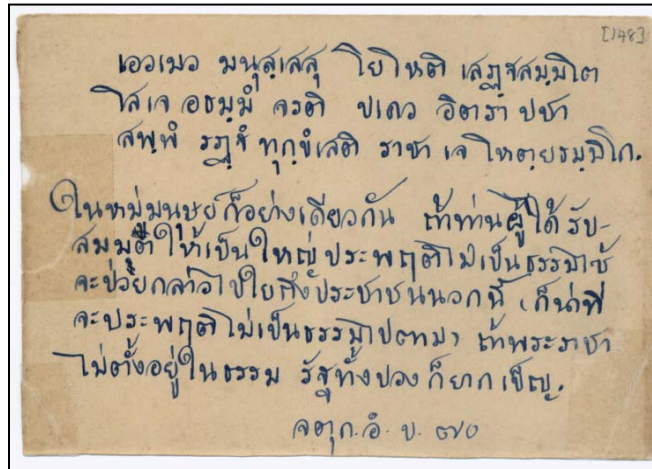 [148]
เอวเมว มนุสฺเสสุ โย โหติ เสฏฺฐสมฺมโต
โส เจ อธมฺมํ จรติ ปเคว อิตรา ปชา
สพฺพํ รฏฺฐํ ทุกฺขํ เสติ ราชา เจ โหตฺยธมฺมิโก.
ในหมู่มนุษย์ก็อย่างเดียวกัน ถ้าท่านผู้ได้รับ-
สมมุติให้เป็นใหญ่ประพฤติไม่เป็นธรรมไซ้
จะป่วยกล่าวไปใยถึงประชาชนนอกนี้, ก็น่าที่
จะประพฤติไม่เป็นธรรมไปตามๆ ถ้าพระราชา
ไม่ตั้งอยู่ในธรรม รัฐทั้งปวงก็ยากเข็ญ.
จตุกฺ. อํ. ข. ๗๐